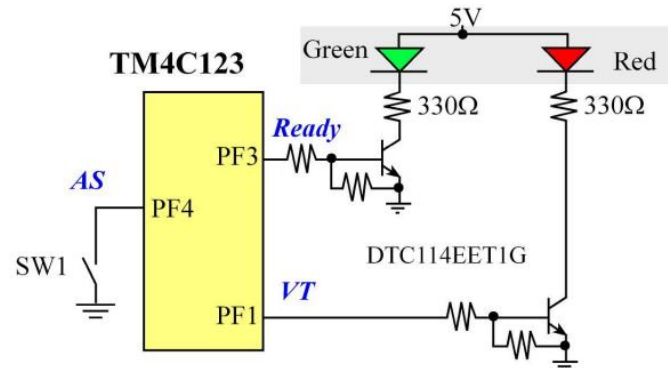 5V
Green
Red
TM4C123
330Ω
330Ω
Ready
PF3
AS
PF4
SW1
DTC114EET1G
VT
PF1